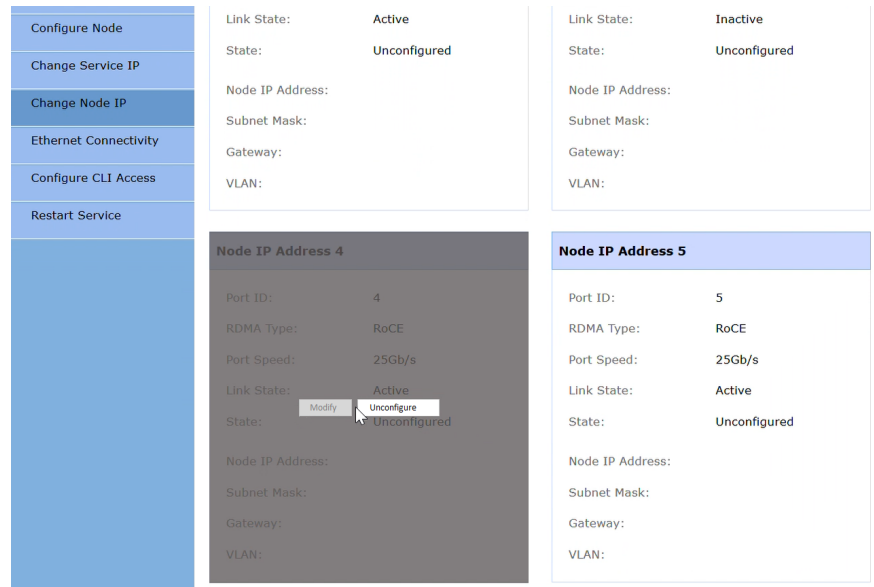 Configure Node
Change Service IP
Change Node IP
Ethernet Connectivity
Configure CLI Access
Restart Service
Link State: Active
State: Unconfigured
Node IP Address:
Subnet Mask:
Gateway:
VLAN:
Link State: Inactive
State: Unconfigured
Node IP Address:
Subnet Mask:
Gateway:
VLAN:
Node IP Address 4
Port ID: 4
RDMA Type: RoCE
Port Speed: 25Gb/s
Link State: Active
Modify Unconfigure
State: Unconfigured
Node IP Address:
Subnet Mask:
Gateway:
VLAN:
Node IP Address 5
Port ID: 5
RDMA Type: RoCE
Port Speed: 25Gb/s
Link State: Active
State: Unconfigured
Node IP Address:
Subnet Mask:
Gateway:
VLAN: